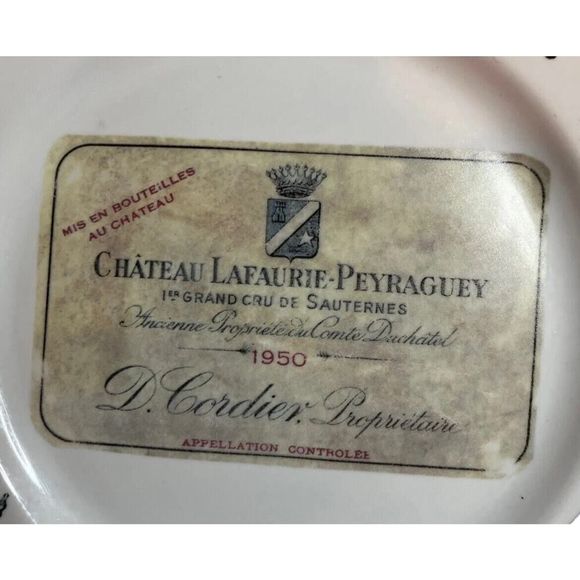 MIS EN BOUTEILLES
AU CHÂTEAU
CHÂTEAU LAFAURIE-PEYRAGUEY
1ER GRAND CRU DE SAUTERNES
Ancienne Propriété du Comte Duchâtel
1950
D. Cordier, Propriétaire
APPELLATION CONTROLÉE